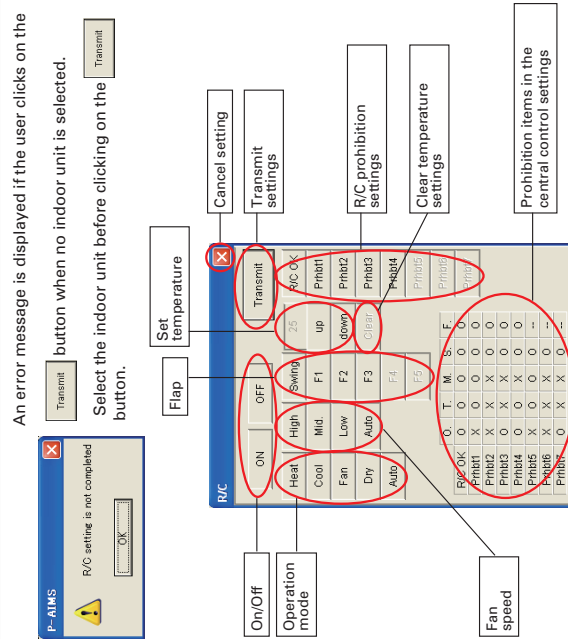 An error message is displayed if the user clicks on the
Transmit button when no indoor unit is selected.
Select the indoor unit before clicking on the Transmit
button.
P-AIMS
R/C setting is not completed
OK
Flap
Set
temperature
Cancel setting
Transmit
settings
R/C prohibition
settings
Clear temperature
settings
Prohibition items in the
central control settings
On/Off
Operation
mode
Fan
speed
R/C
ON OFF Transmit
Heat High Swing 25 R/C OK
Cool Mid. F1 up Prhbt1
Fan Low F2 down Prhbt2
Dry Auto F3 Clear Prhbt3
Auto F4 Prhbt4
F5 Prhbt5
Prhbt6
Prhbt7
O. T. M. S. F.
R/C OK O O O O O
Prhbt1 X O O O O
Prhbt2 X X X O O
Prhbt3 O X X O O
Prhbt4 O O X O O
Prhbt5
Prhbt6
Prhbt7